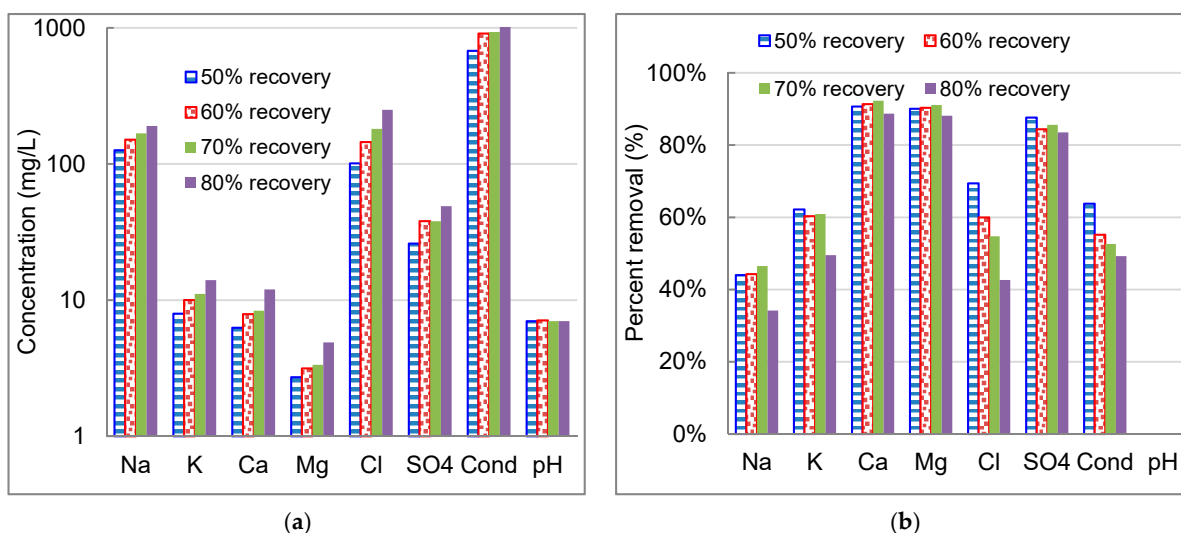 1000
100
10
1
Concentration (mg/L)
50% recovery
60% recovery
70% recovery
80% recovery
Na K Ca Mg Cl SO4 Cond pH
(a)
50% recovery 60% recovery
70% recovery 80% recovery
100%
80%
60%
40%
20%
0%
Percent removal (%)
Na K Ca Mg Cl SO4 Cond pH
(b)